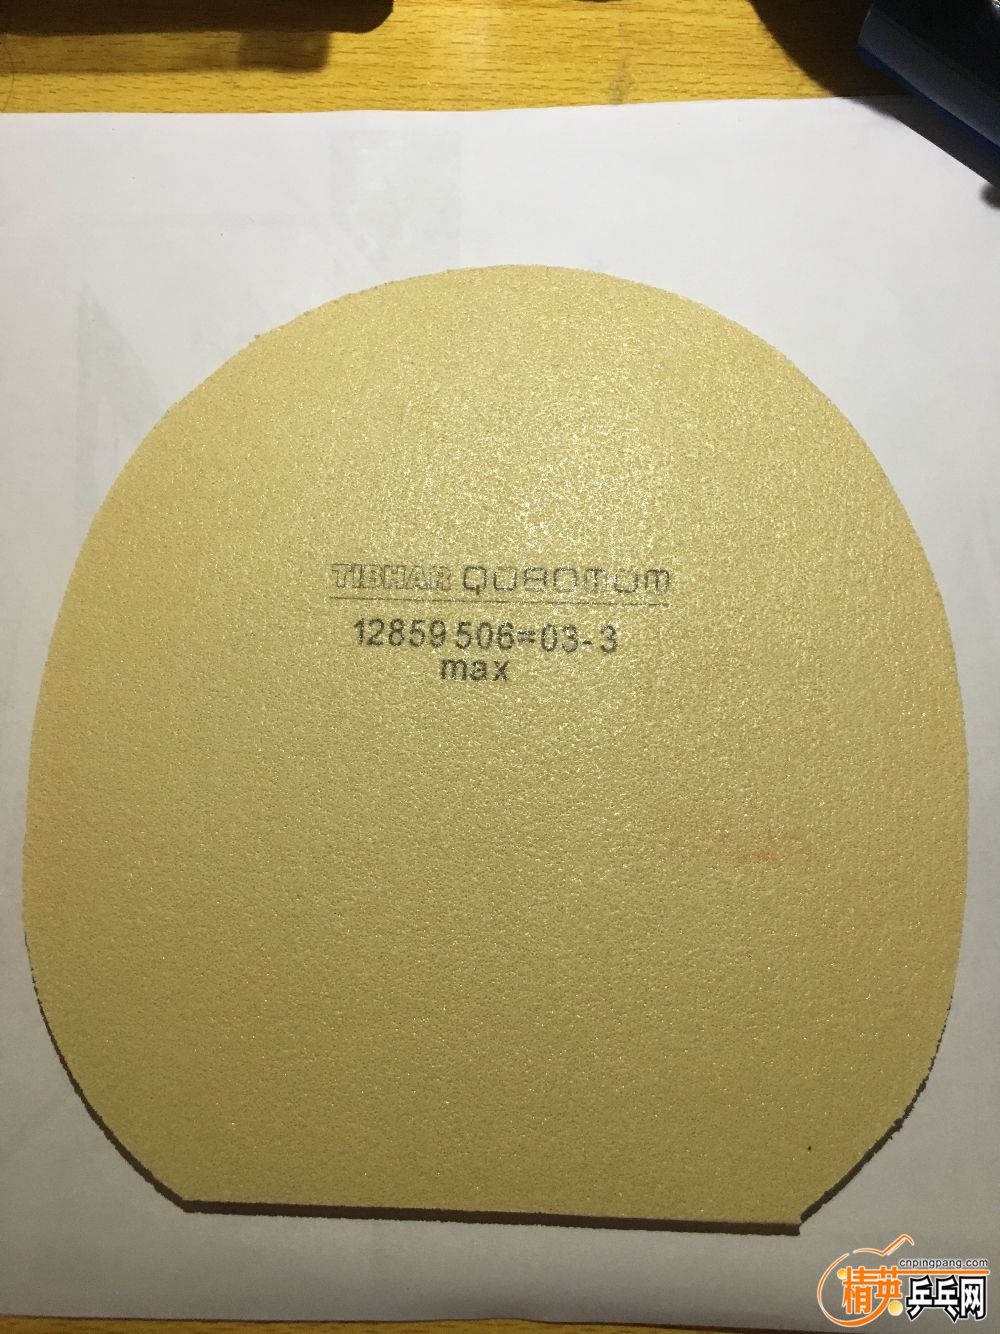 TIBHAR QUANTUM
12859 506=03-3
max
cnpingpang.com
精英乒乓网